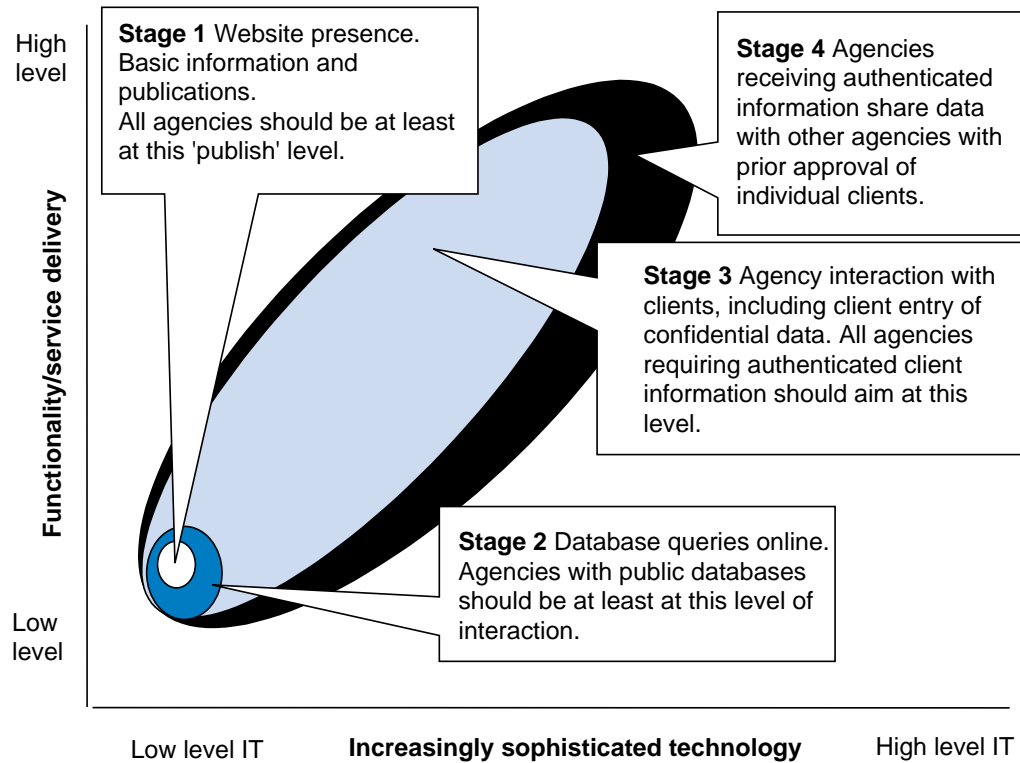 High
level
Functionality/service delivery
Low
level
Stage 1 Website presence.
Basic information and
publications.
All agencies should be at least
at this 'publish' level.
Stage 4 Agencies
receiving authenticated
information share data
with other agencies with
prior approval of
individual clients.
Stage 3 Agency interaction with
clients, including client entry of
confidential data. All agencies
requiring authenticated client
information should aim at this
level.
Stage 2 Database queries online.
Agencies with public databases
should be at least at this level of
interaction.
Low level IT
Increasingly sophisticated technology
High level IT